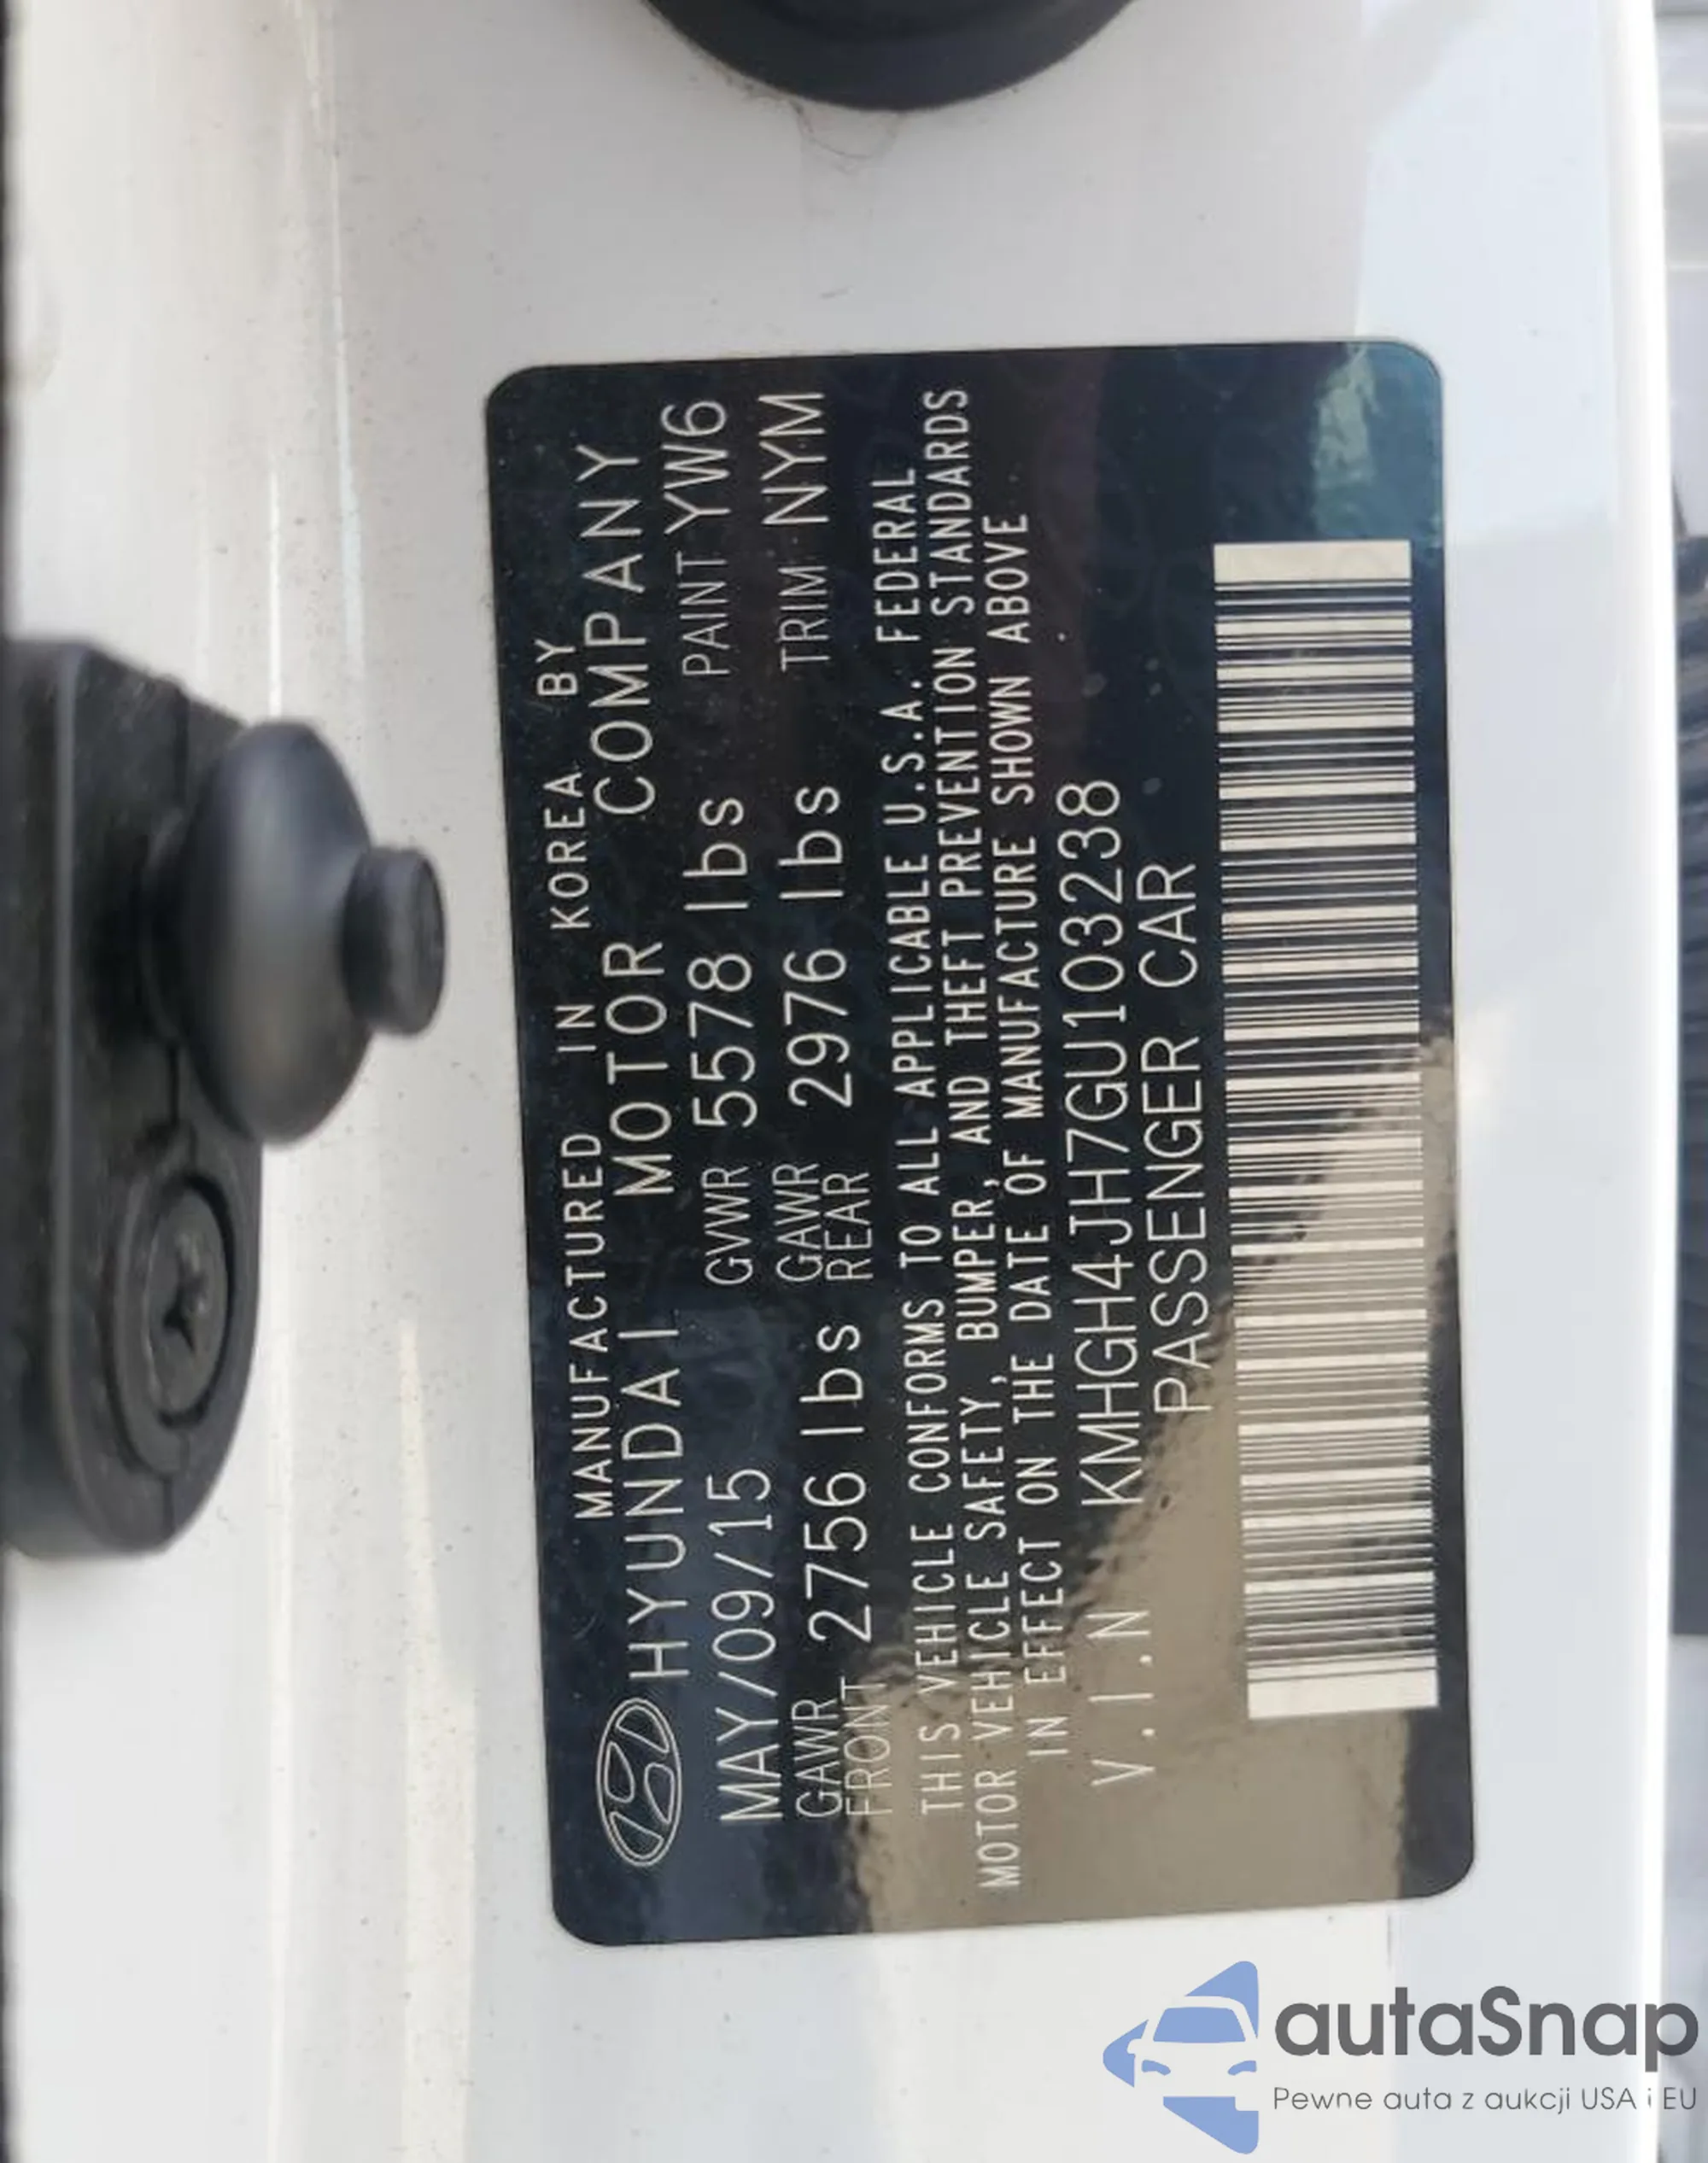 MANUFACTURED IN KOREA BY
HYUNDAI MOTOR COMPANY
MAY/09/15 GVWR 5578 lbs PAINT YW6
GAWR FRONT 2756 lbs GAWR REAR 2976 lbs TRIM NYM
THIS VEHICLE CONFORMS TO ALL APPLICABLE U.S.A. FEDERAL
MOTOR VEHICLE SAFETY, BUMPER, AND THEFT PREVENTION STANDARDS
IN EFFECT ON THE DATE OF MANUFACTURE SHOWN ABOVE
V.I.N KMHGH4JH7GU103238
PASSENGER CAR
autaSnap
Pewne auta z aukcji USA i EU